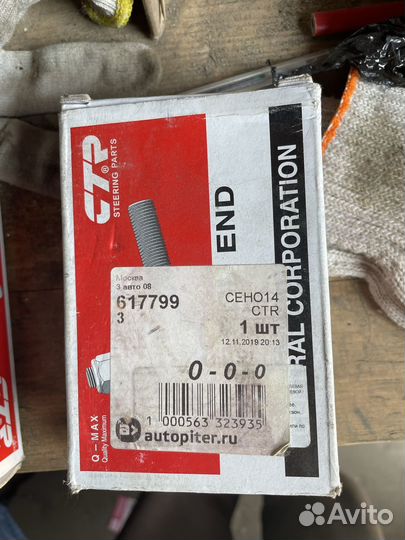 CTR®
STEERING PARTS
END
RAL CORPORATION
Москва
3 авто 08
617799
3
CEHO14
CTR
1 шт
12.11.2019 20:13
0-0-0
1 000563 323935
autopiter.ru
Q-MAX
Quality Maximum
CTR
Avito